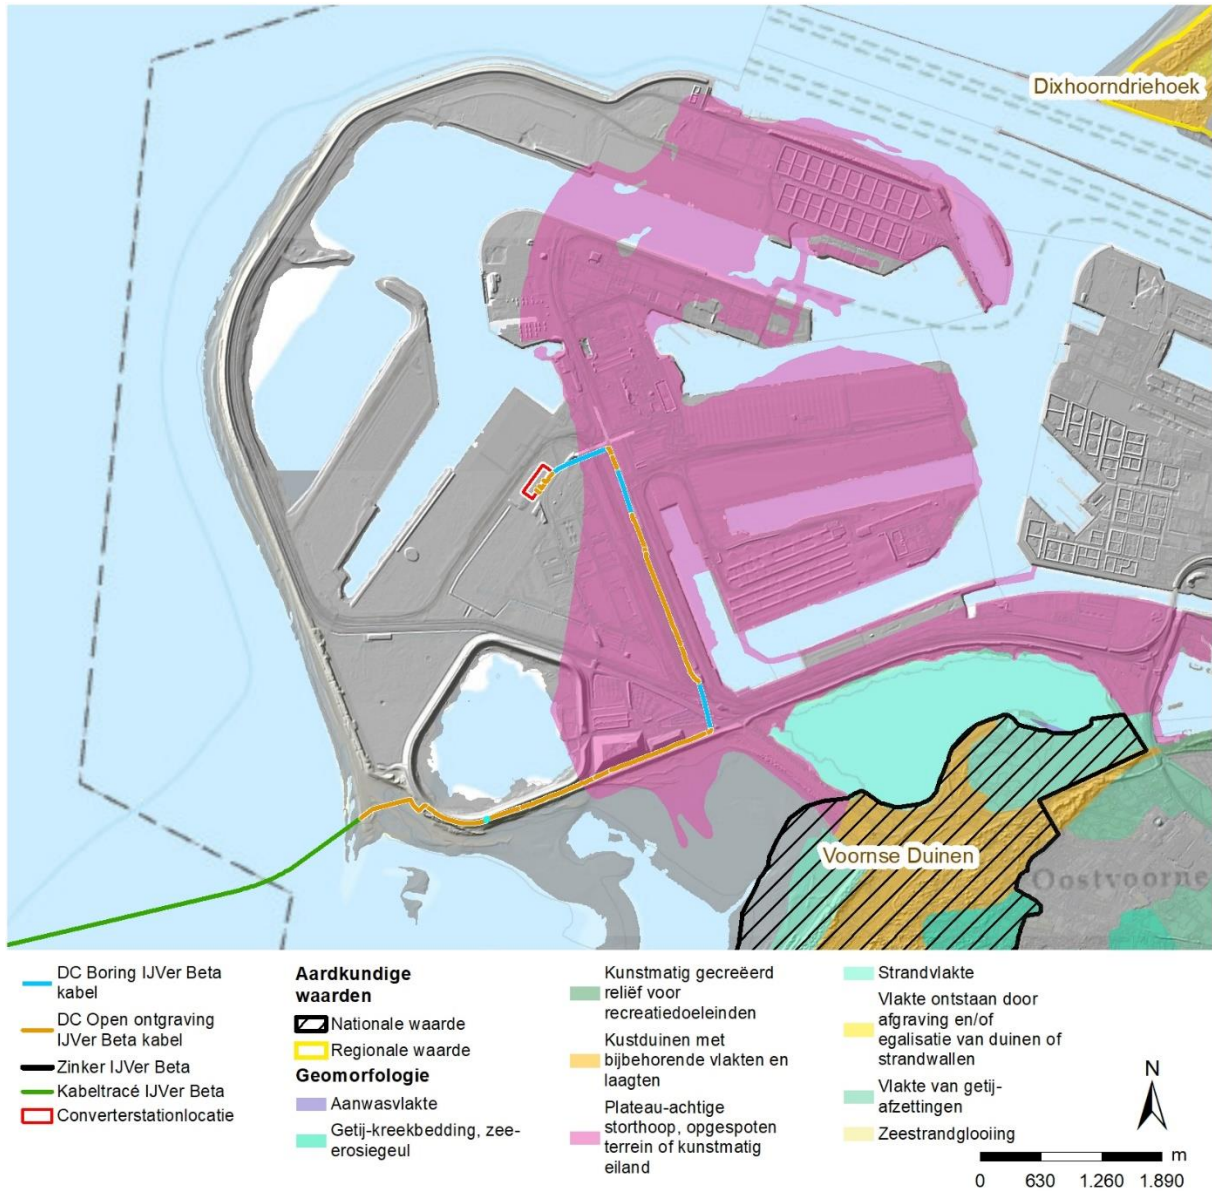 Dixhoorndriehoek
Voornse Duinen
Oostvoorne
DC Boring IJVer Beta
kabel
DC Open ontgraving
IJVer Beta kabel
Zinker IJVer Beta
Kabeltracé IJVer Beta
Converterstationlocatie
Aardkundige
waarden
Nationale waarde
Regionale waarde
Geomorfologie
Aanwasvlakte
Getij-kreekbedding, zee-
erosiegeul
Kunstmatig gecreëerd
reliëf voor
recreatiedoeleinden
Kustduinen met
bijbehorende vlakten en
laagten
Plateau-achtige
storthoop, opgespoten
terrein of kunstmatig
eiland
Strandvlakte
Vlakte ontstaan door
afgraving en/of
egalisatie van duinen of
strandwallen
Vlakte van getij-
afzettingen
Zeestrandglooiing
N
m
0 630 1.260 1.890